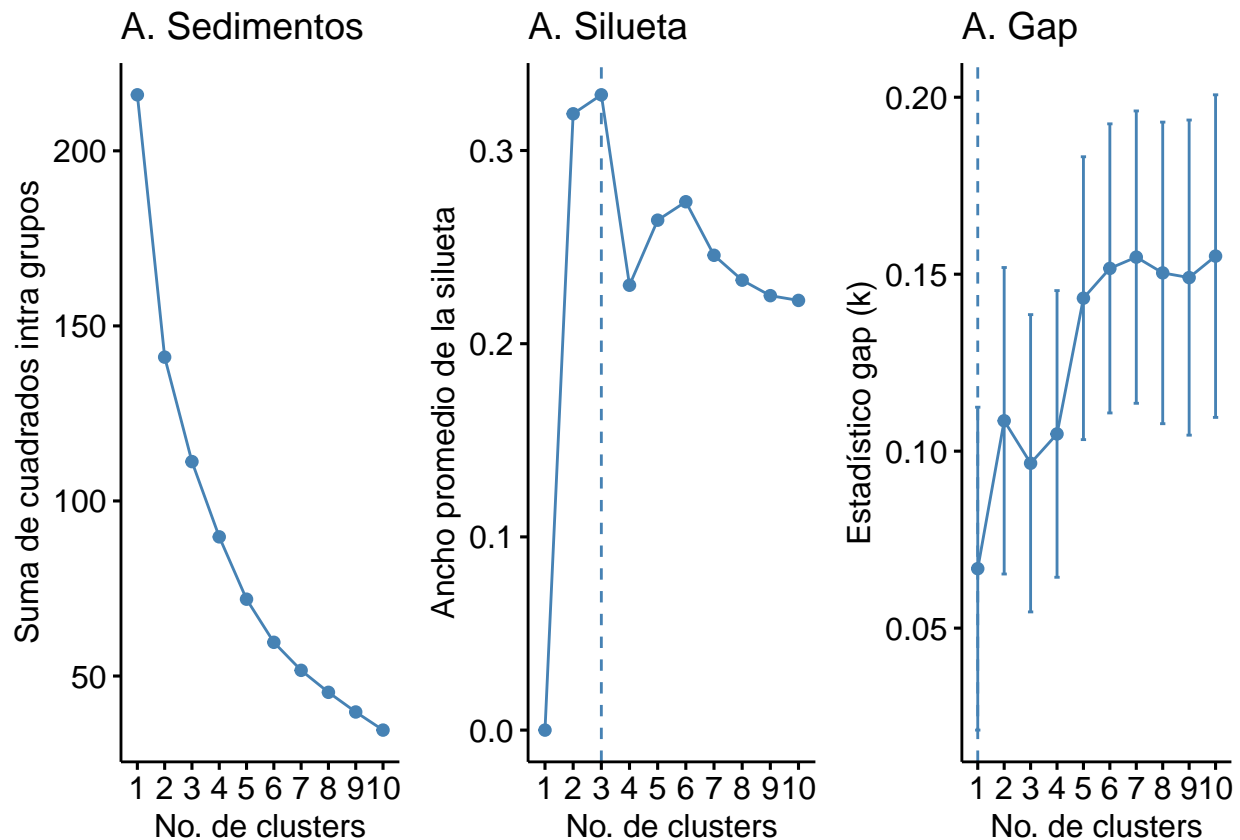 A. Sedimentos
Suma de cuadrados intra grupos
200
150
100
50
1 2 3 4 5 6 7 8 9 10
No. de clusters
A. Silueta
Ancho promedio de la silueta
0.3
0.2
0.1
0.0
1 2 3 4 5 6 7 8 9 10
No. de clusters
A. Gap
Estadístico gap (k)
0.20
0.15
0.10
0.05
1 2 3 4 5 6 7 8 9 10
No. de clusters